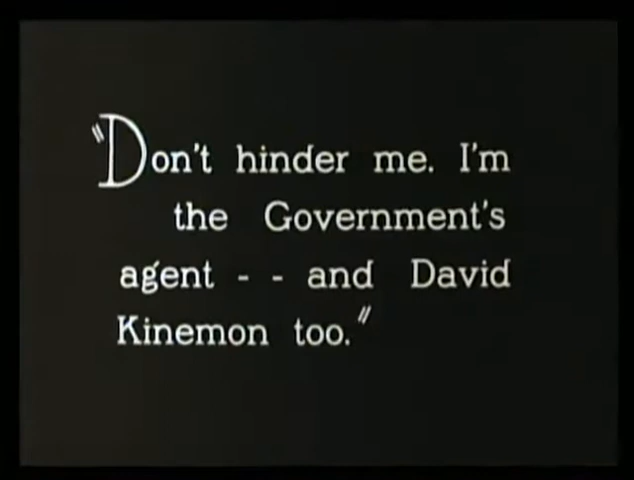 "Don't hinder me. I'm
the Government's
agent - - and David
Kinemon too."